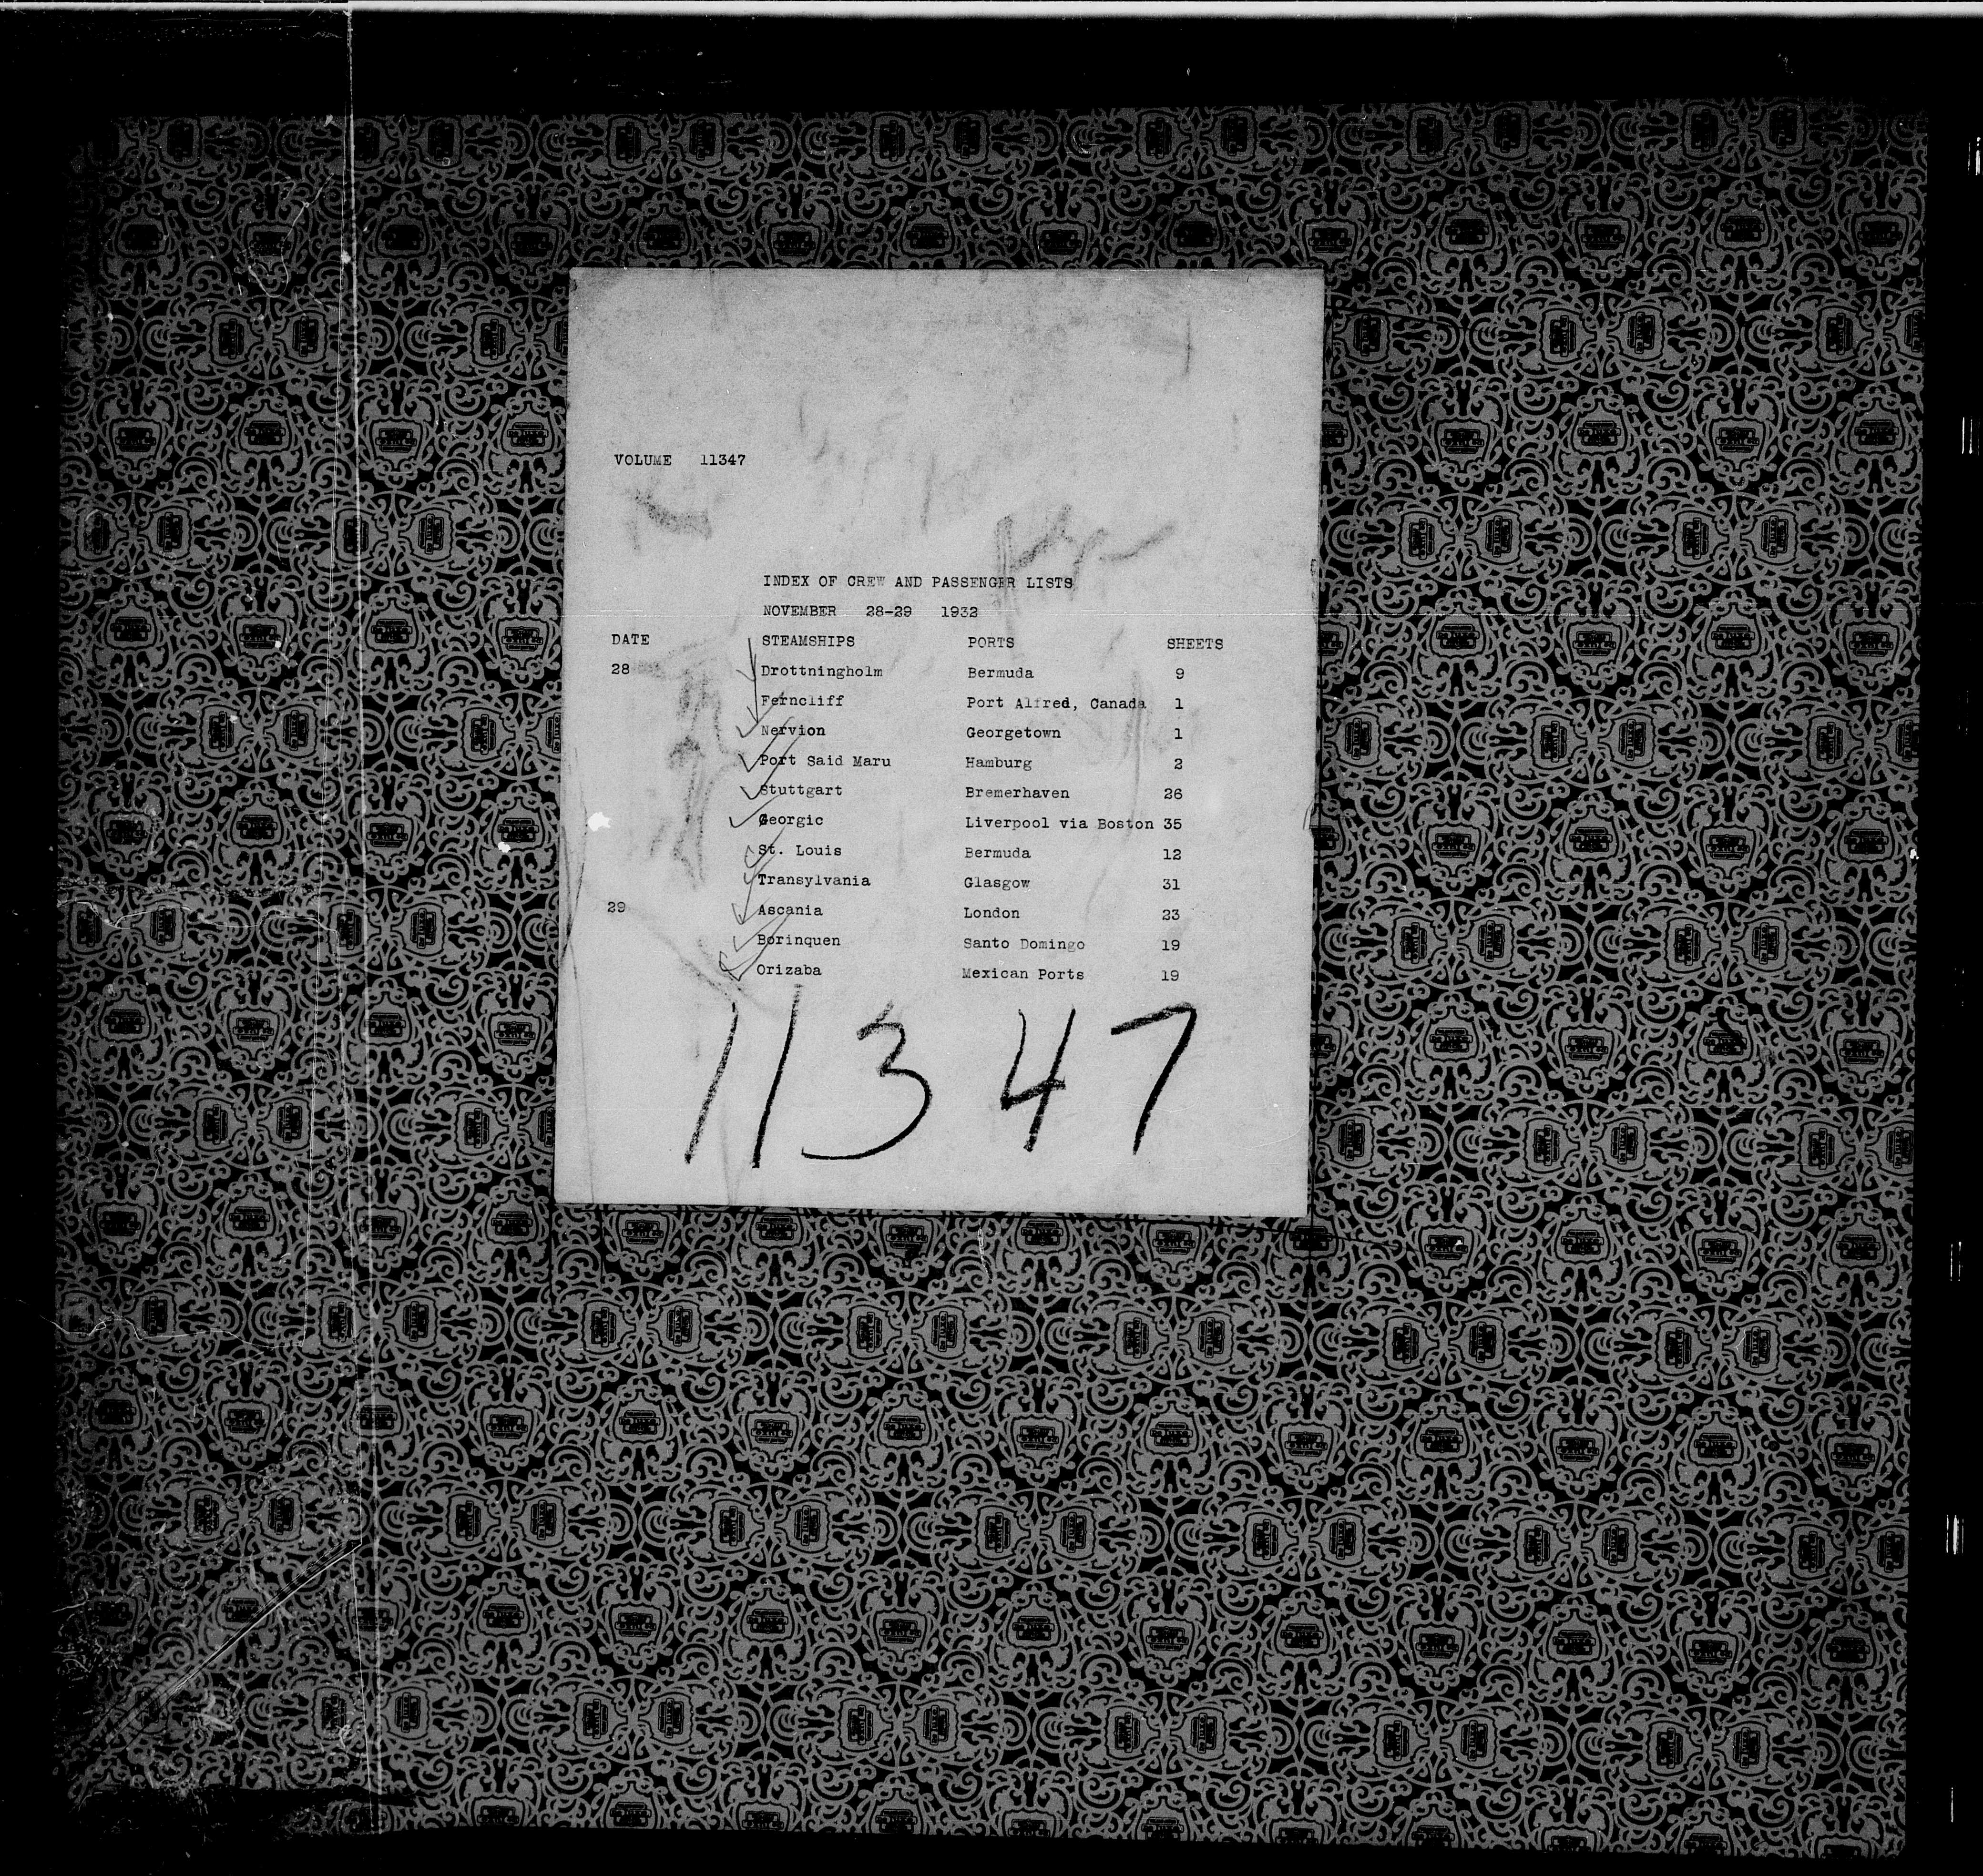 VOLUME 11347
INDEX OF CREW AND PASSENGER LISTS
NOVEMBER 28-29 1932
DATE STEAMSHIPS PORTS SHEETS
28 Drottningholm Bermuda 9
Ferncliff Port Alfred, Canada 1
Nervion Georgetown 1
Port Said Maru Hamburg 2
Stuttgart Bremerhaven 26
Georgic Liverpool via Boston 35
St. Louis Bermuda 12
Transylvania Glasgow 31
29 Ascania London 23
Borinquen Santo Domingo 19
Orizaba Mexican Ports 19
11347